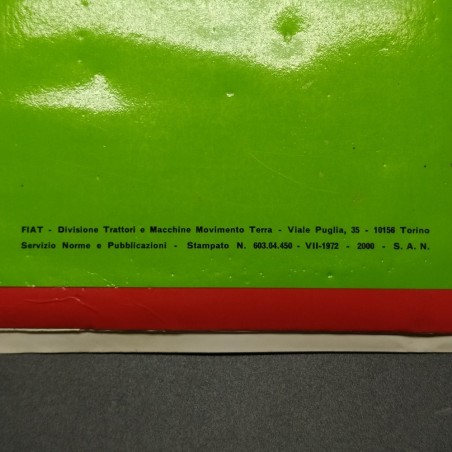 FIAT - Divisione Trattori e Macchine Movimento Terra - Viale Puglia, 35 - 10156 Torino
Servizio Norme e Pubblicazioni - Stampato N. 603.04.450 - VII-1972 - 2000 - S. A. N.